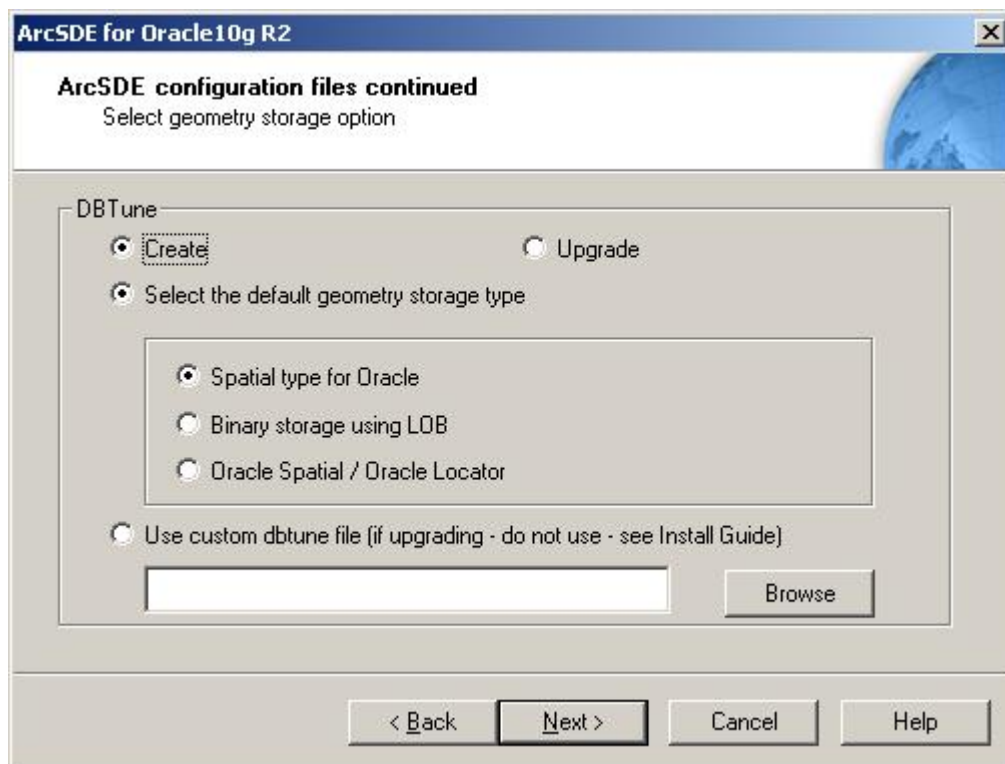 ArcSDE for Oracle10g R2
ArcSDE configuration files continued
Select geometry storage option
DBTune
Create
Upgrade
Select the default geometry storage type
Spatial type for Oracle
Binary storage using LOB
Oracle Spatial / Oracle Locator
Use custom dbtune file (if upgrading - do not use - see Install Guide)
Browse
< Back
Next >
Cancel
Help